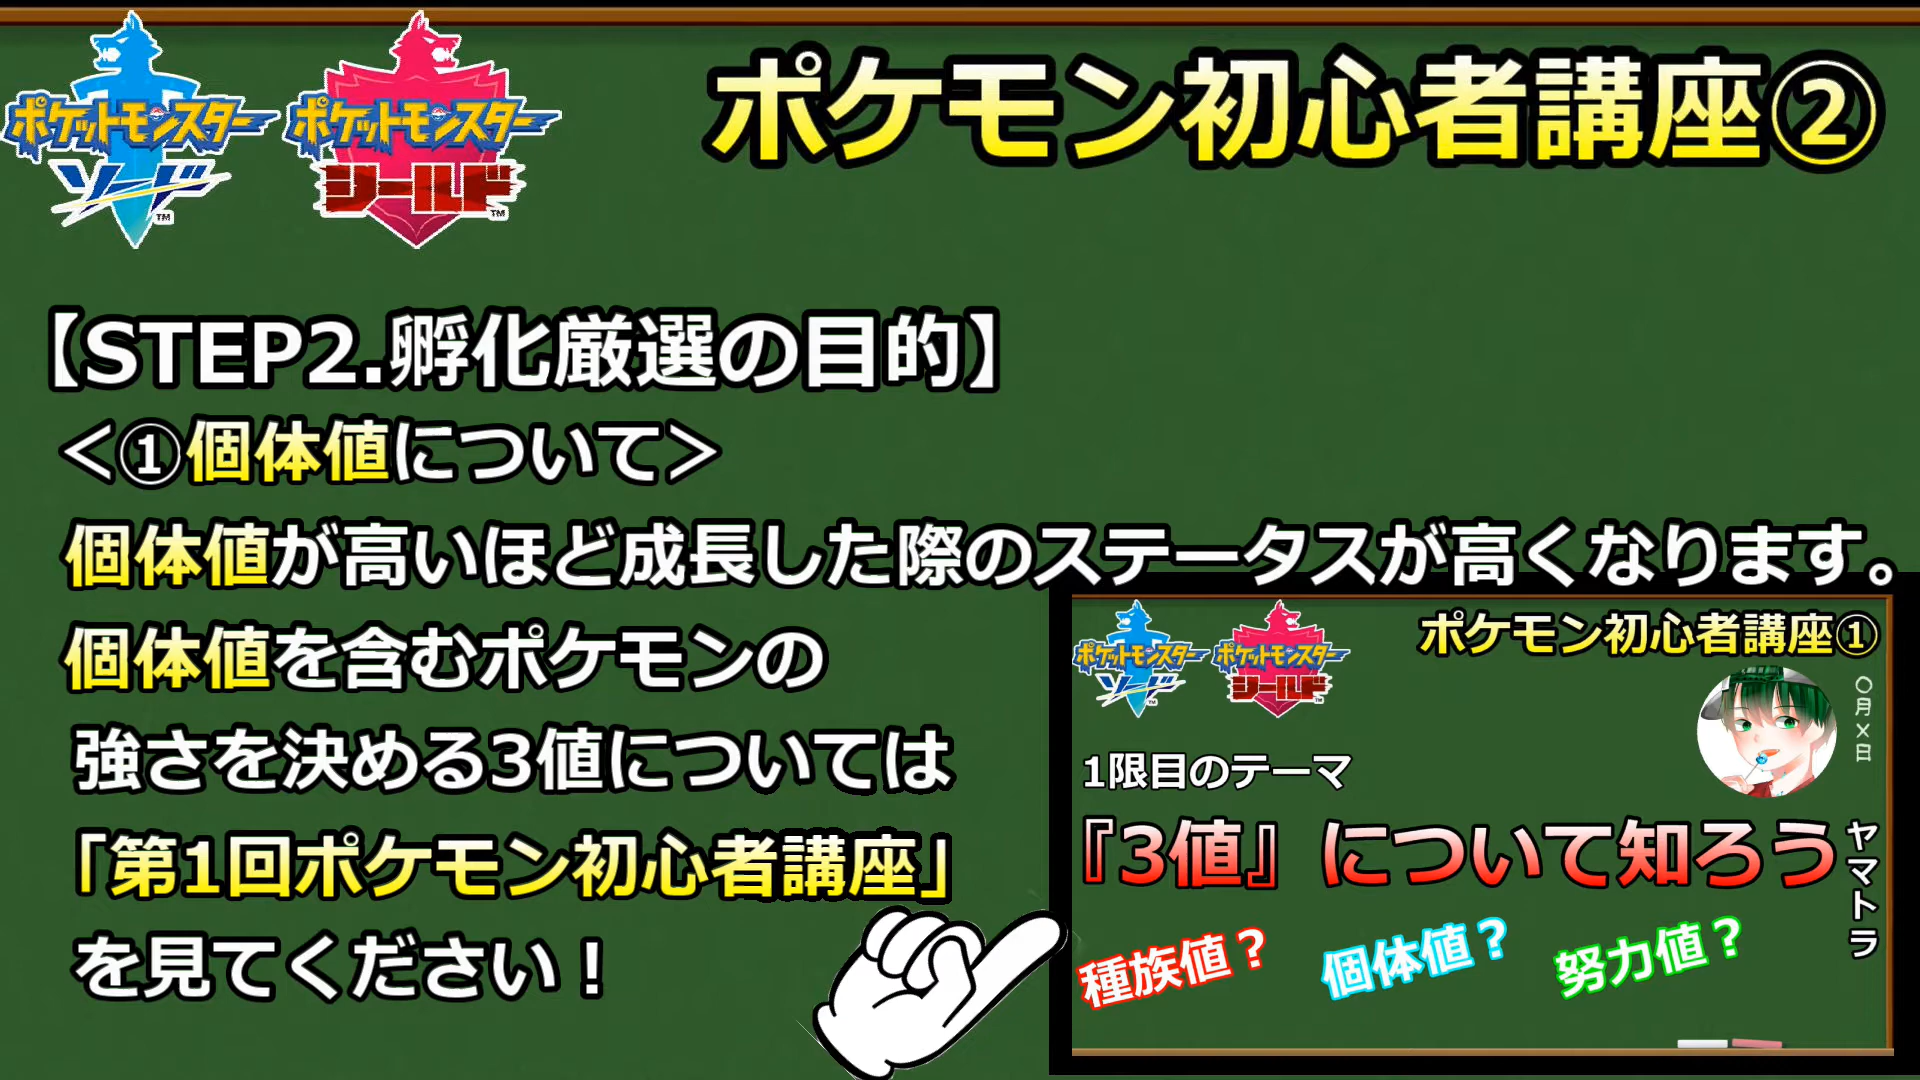 ポケットモンスター
ソード
TM
ポケットモンスター
シールド
TM
ポケモン初心者講座②
【STEP2.孵化厳選の目的】
＜①個体値について＞
個体値が高いほど成長した際のステータスが高くなります。
個体値を含むポケモンの
強さを決める3値については
「第1回ポケモン初心者講座」
を見てください！
ポケットモンスター
ソード
TM
ポケットモンスター
シールド
TM
ポケモン初心者講座①
〇月×日
1限目のテーマ
『3値』について知ろう
ヤマトラ
種族値？
個体値？
努力値？